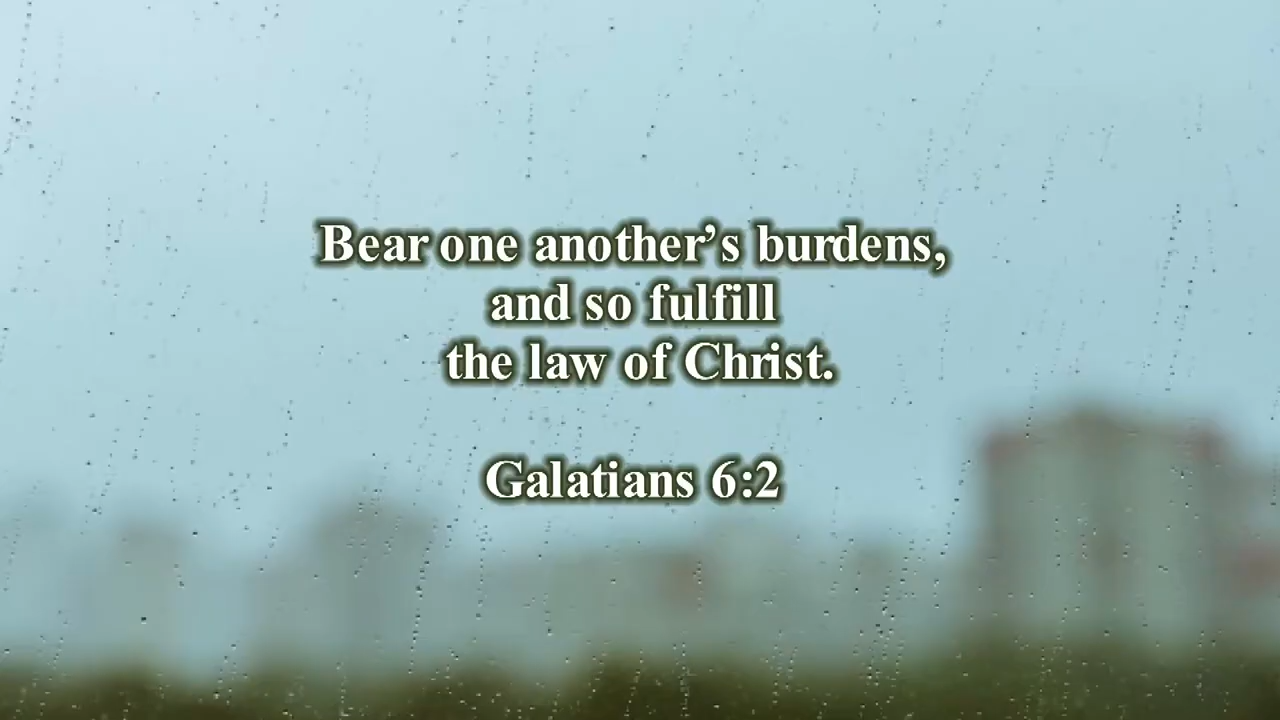 Bear one another’s burdens,
and so fulfill
the law of Christ.
Galatians 6:2